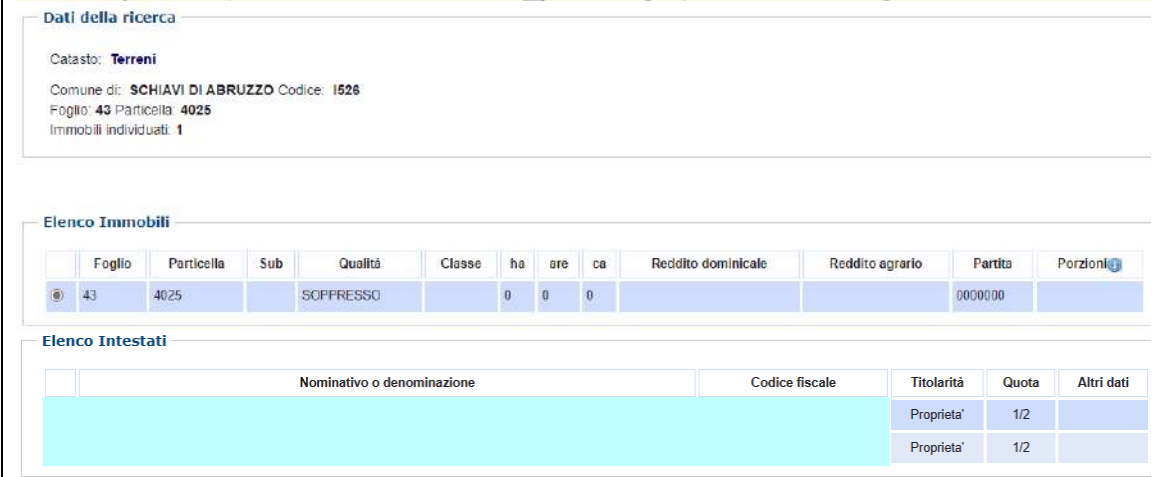 Dati della ricerca
Catasto: Terreni
Comune di: SCHIAVI DI ABRUZZO Codice: I526
Foglio: 43 Particella: 4025
Immobili individuati: 1
Elenco Immobili
Foglio Particella Sub Qualità Classe ha are ca Reddito dominicale Reddito agrario Partita Porzioni
43 4025 SOPPRESSO 0 0 0 0000000
Elenco Intestati
Nominativo o denominazione Codice fiscale Titolarità Quota Altri dati
Proprieta' 1/2
Proprieta' 1/2